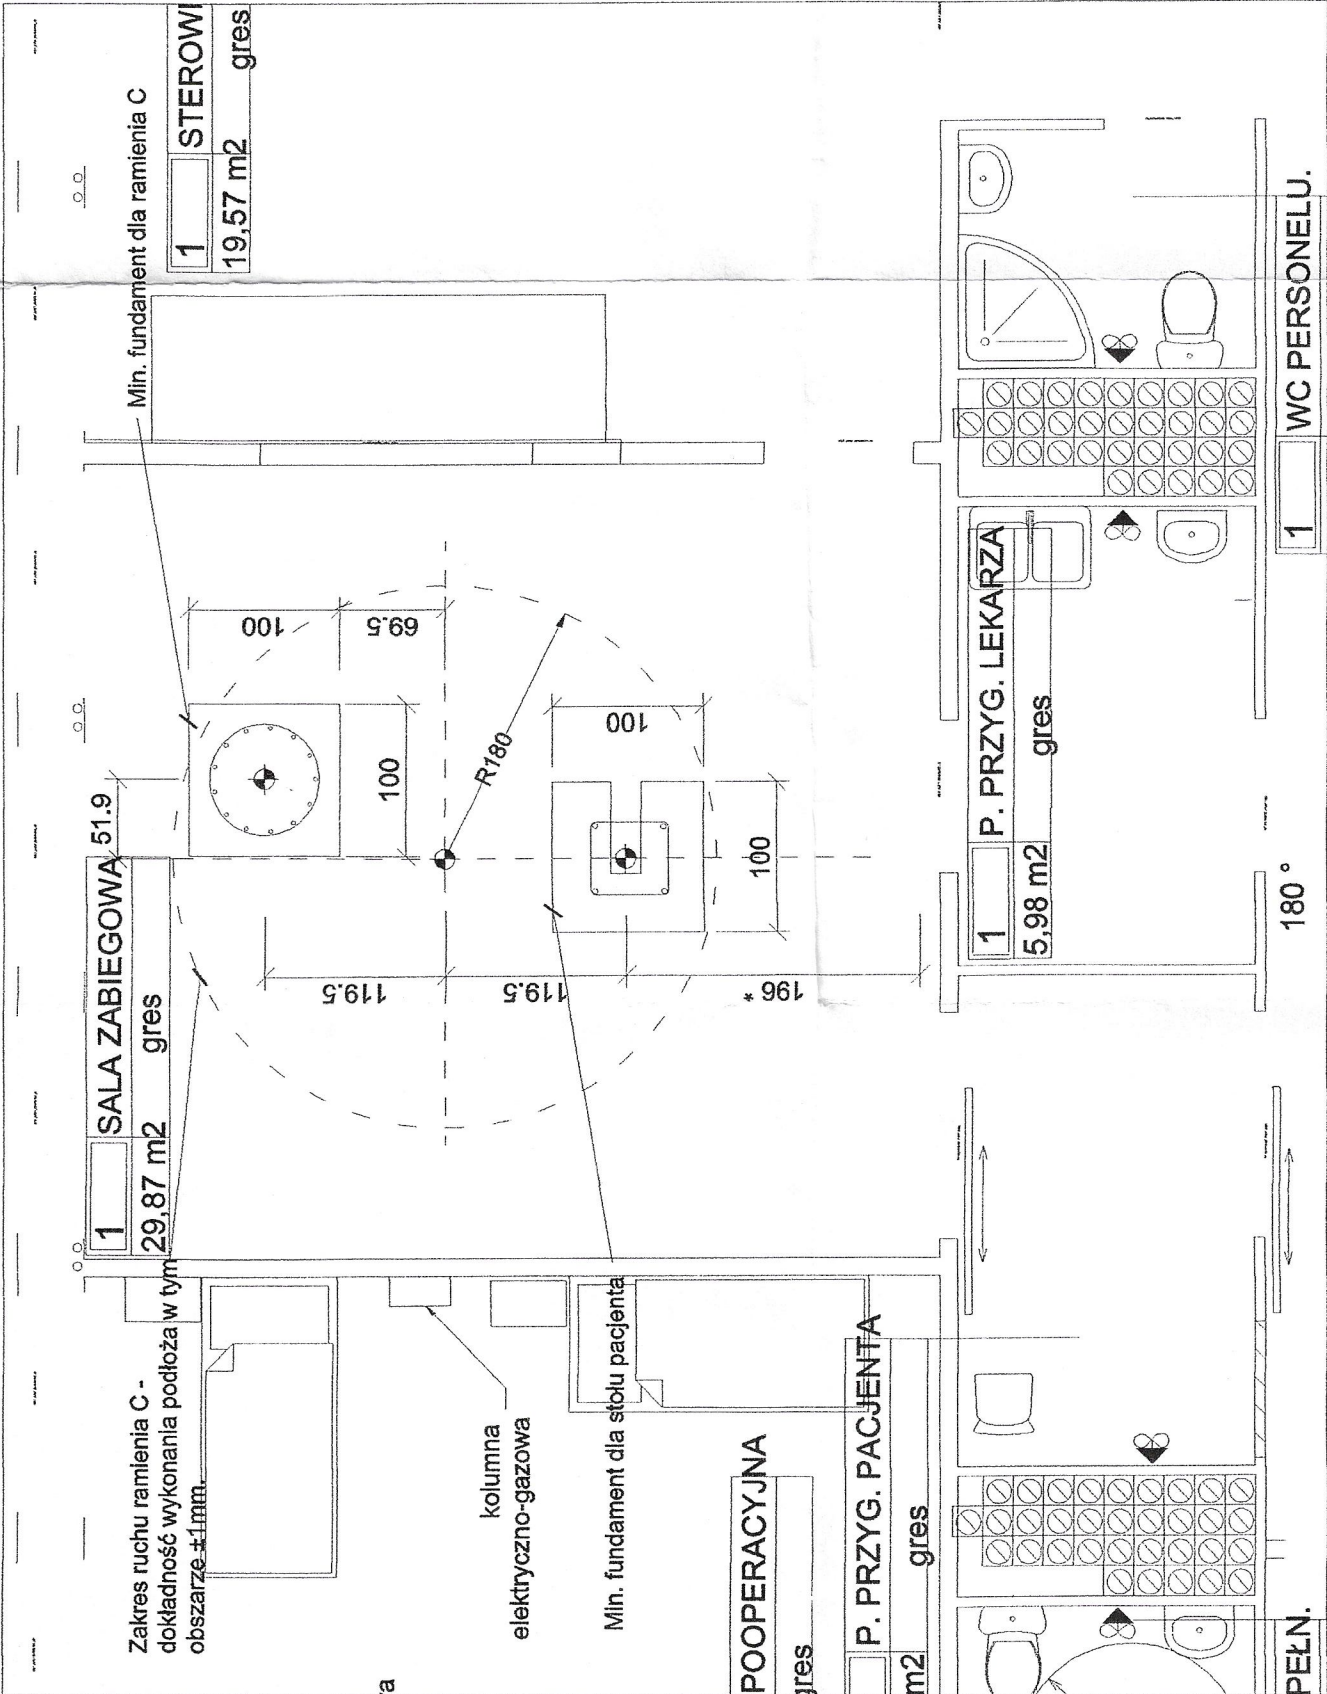 1 STEROWI
19,57 m2 gres
Min. fundament dla ramienia C
1 SALA ZABIEGOWA
29,87 m2 gres
51.9
100
69.5
100
R180
100
100
119.5
119.5
196 *
Zakres ruchu ramienia C -
dokładność wykonania podłoża w tym
obszarze ±1mm.
kolumna
elektryczno-gazowa
Min. fundament dla stołu pacjenta
POOPERACYJNA
gres
P. PRZYG. PACJENTA
m2 gres
1 P. PRZYG. LEKARZA
5,98 m2 gres
1 WC PERSONELU.
180 °
PEŁN.